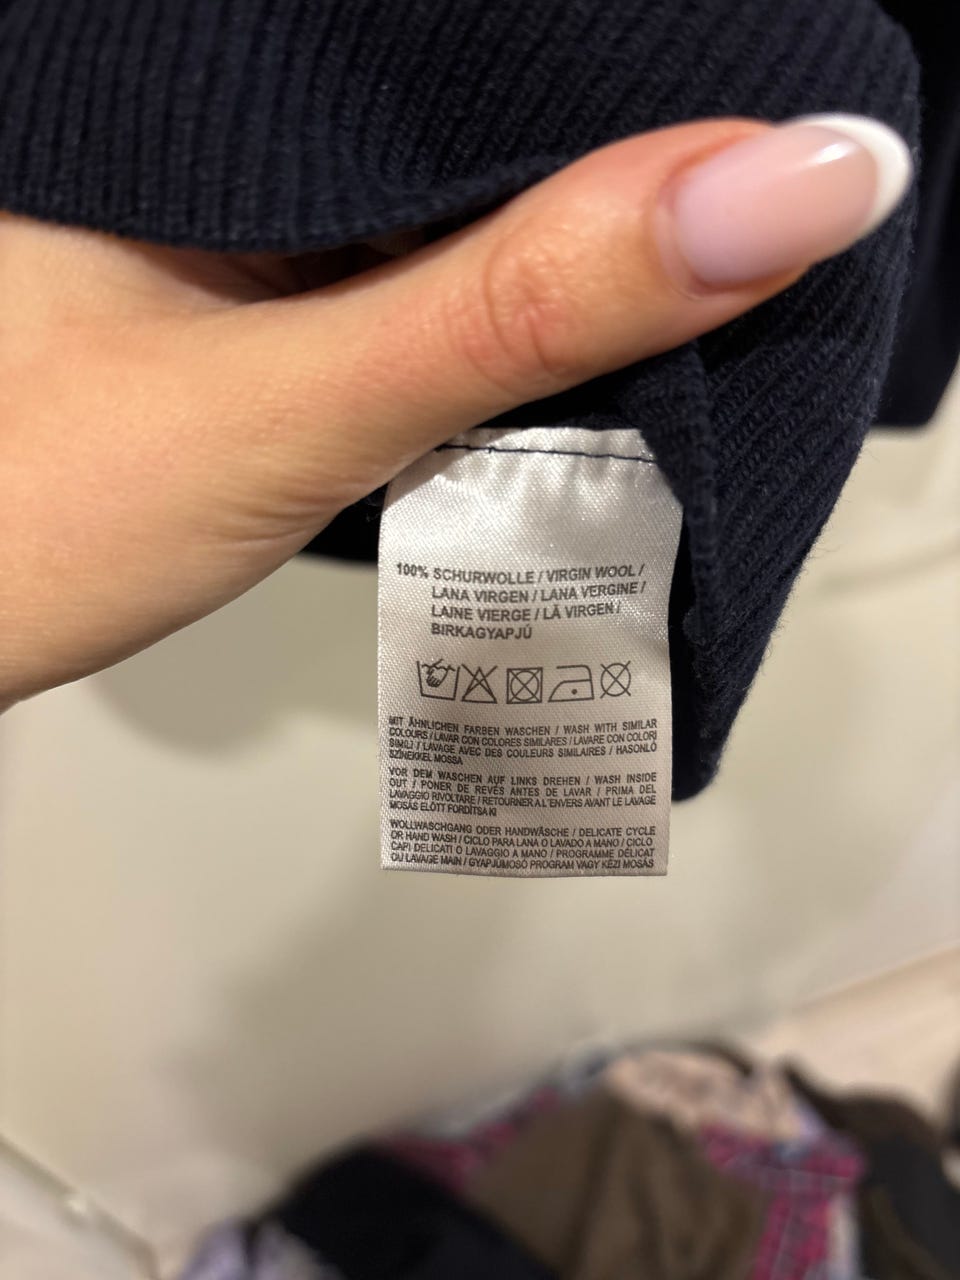 100% SCHURWOLLE / VIRGIN WOOL /
LANA VIRGEN / LANA VERGINE /
LAINE VIERGE / LÃ VIRGEN /
BIRKAGYAPJÚ
MIT ÄHNLICHEN FARBEN WASCHEN / WASH WITH SIMILAR
COLOURS / LAVAR CON COLORES SIMILARES / LAVARE CON COLORI
SIMILI / LAVAGE AVEC DES COULEURS SIMILAIRES / HASONLÓ
SZÍNEKKEL MOSSA
VOR DEM WASCHEN AUF LINKS DREHEN / WASH INSIDE
OUT / PONER DE REVÉS ANTES DE LAVAR / PRIMA DEL
LAVAGGIO RIVOLTARE / RETOURNER A L'ENVERS AVANT LE LAVAGE
MOSÁS ELŐTT FORDÍTSA KI
WOLLWASCHGANG ODER HANDWÄSCHE / DELICATE CYCLE
OR HAND WASH / CICLO PARA LANA O LAVADO A MANO / CICLO
CAPI DELICATI O LAVAGGIO A MANO / PROGRAMME DÉLICAT
OU LAVAGE MAIN / GYAPJÚMOSÓ PROGRAM VAGY KÉZI MOSÁS